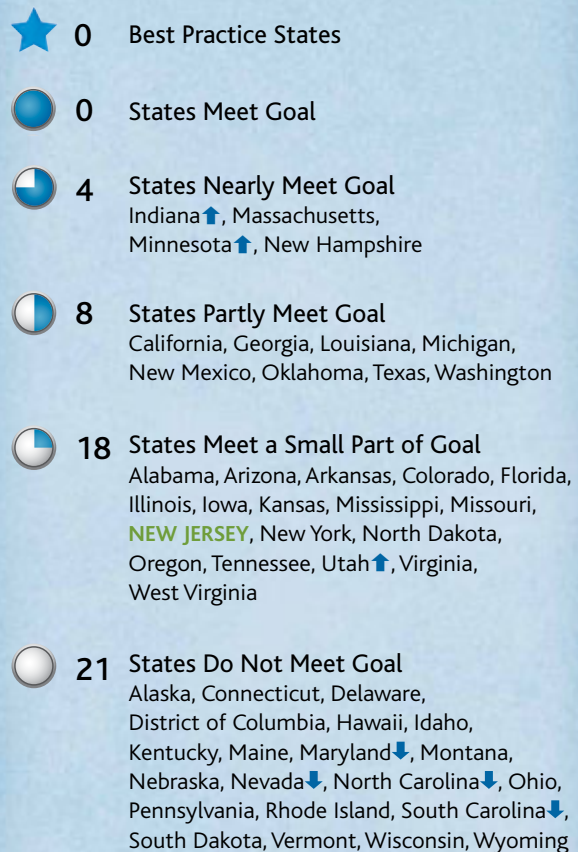 0 Best Practice States
0 States Meet Goal
4 States Nearly Meet Goal
Indiana⬆, Massachusetts,
Minnesota⬆, New Hampshire
8 States Partly Meet Goal
California, Georgia, Louisiana, Michigan,
New Mexico, Oklahoma, Texas, Washington
18 States Meet a Small Part of Goal
Alabama, Arizona, Arkansas, Colorado, Florida,
Illinois, Iowa, Kansas, Mississippi, Missouri,
NEW JERSEY, New York, North Dakota,
Oregon, Tennessee, Utah⬆, Virginia,
West Virginia
21 States Do Not Meet Goal
Alaska, Connecticut, Delaware,
District of Columbia, Hawaii, Idaho,
Kentucky, Maine, Maryland⬇, Montana,
Nebraska, Nevada⬇, North Carolina⬇, Ohio,
Pennsylvania, Rhode Island, South Carolina⬇,
South Dakota, Vermont, Wisconsin, Wyoming